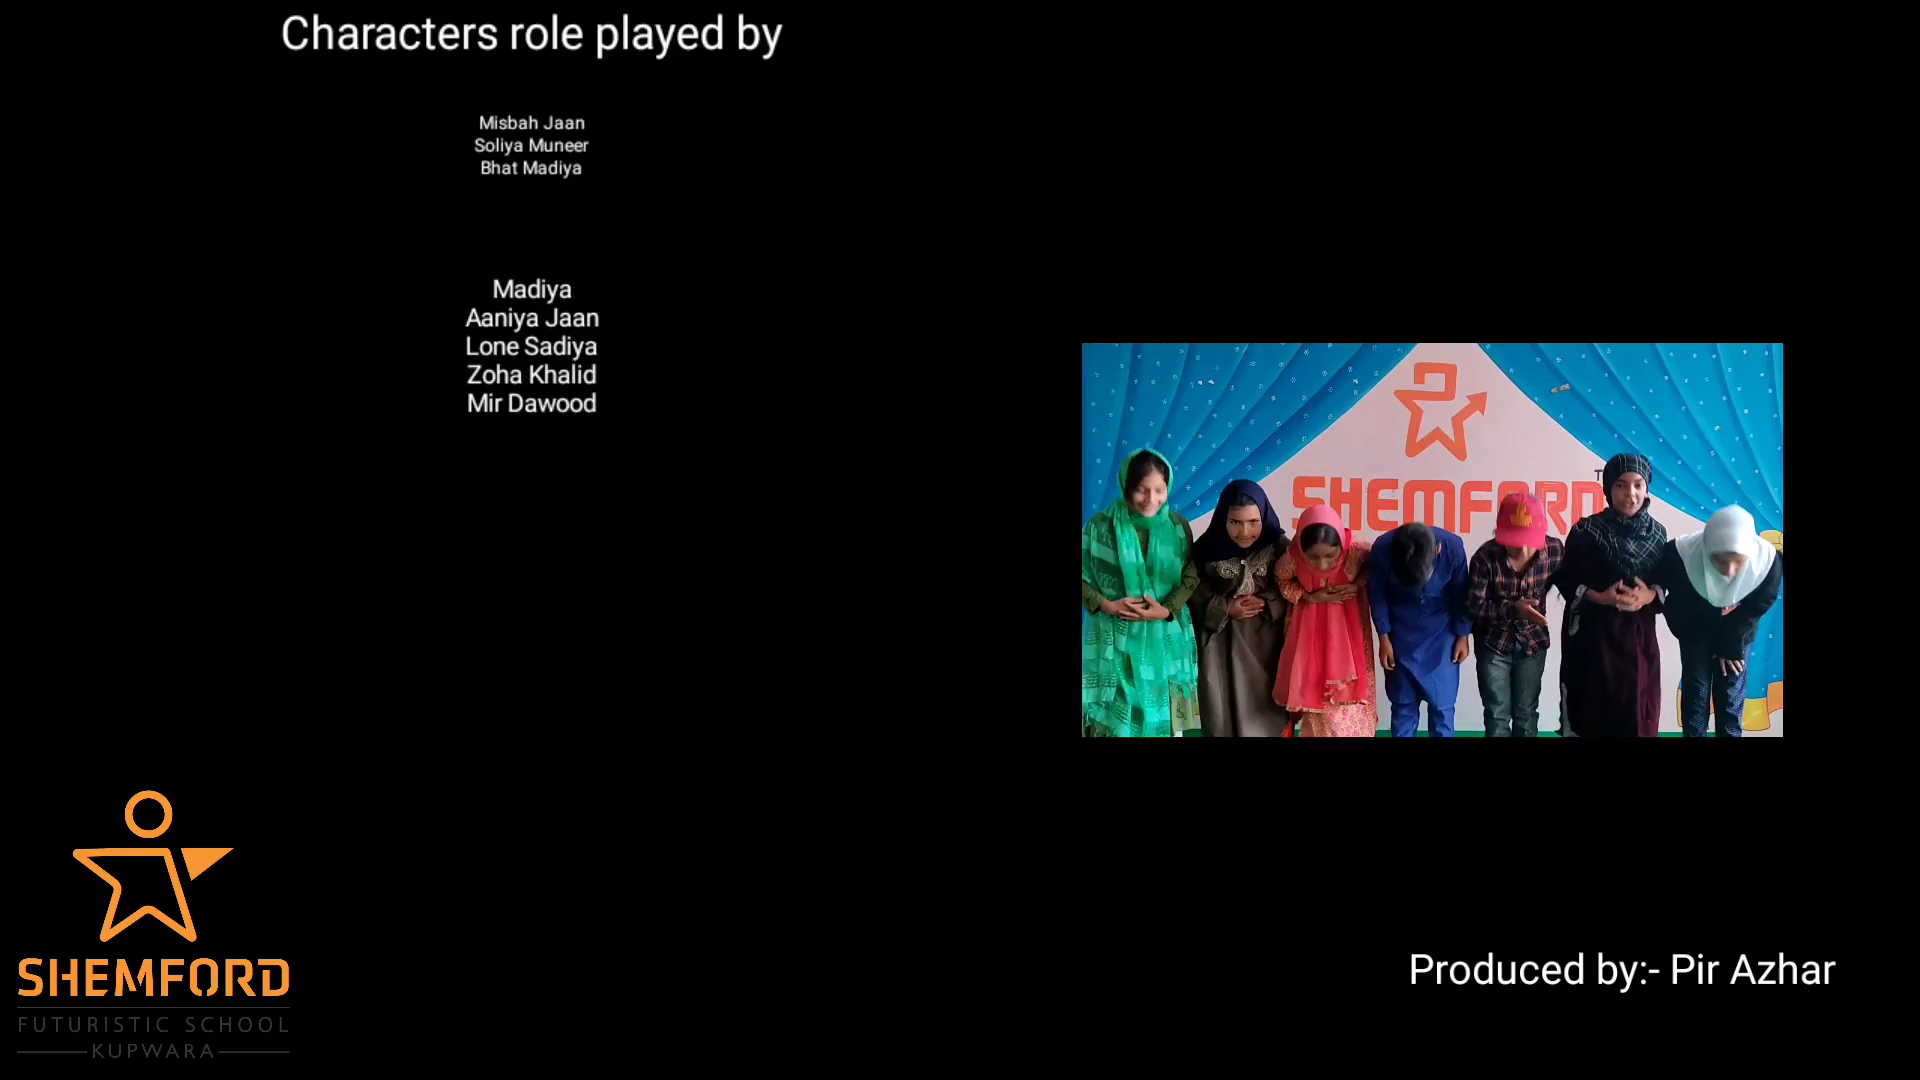 Characters role played by
Misbah Jaan
Soliya Muneer
Bhat Madiya
Madiya
Aaniya Jaan
Lone Sadiya
Zoha Khalid
Mir Dawood
SHEMFORD
SHEMFORD
FUTURISTIC SCHOOL
KUPWARA
Produced by:- Pir Azhar